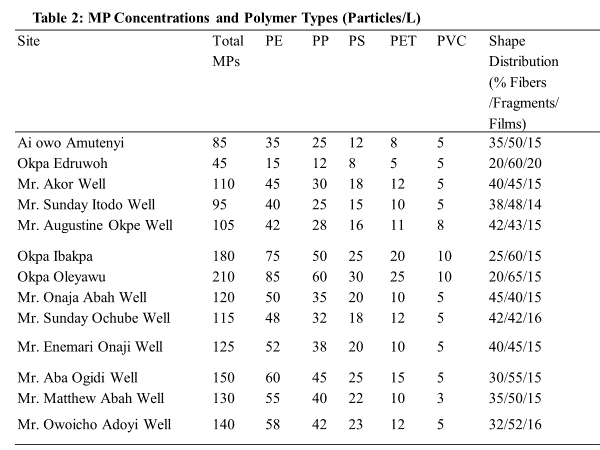 Table 2: MP Concentrations and Polymer Types (Particles/L)
Site Total MPs PE PP PS PET PVC Shape Distribution (% Fibers /Fragments/ Films)
Ai owo Amutenyi 85 35 25 12 8 5 35/50/15
Okpa Edruwoh 45 15 12 8 5 5 20/60/20
Mr. Akor Well 110 45 30 18 12 5 40/45/15
Mr. Sunday Itodo Well 95 40 25 15 10 5 38/48/14
Mr. Augustine Okpe Well 105 42 28 16 11 8 42/43/15
Okpa Ibakpa 180 75 50 25 20 10 25/60/15
Okpa Oleyawu 210 85 60 30 25 10 20/65/15
Mr. Onaja Abah Well 120 50 35 20 10 5 45/40/15
Mr. Sunday Ochube Well 115 48 32 18 12 5 42/42/16
Mr. Enemari Onaji Well 125 52 38 20 10 5 40/45/15
Mr. Aba Ogidi Well 150 60 45 25 15 5 30/55/15
Mr. Matthew Abah Well 130 55 40 22 10 3 35/50/15
Mr. Owoicho Adoyi Well 140 58 42 23 12 5 32/52/16